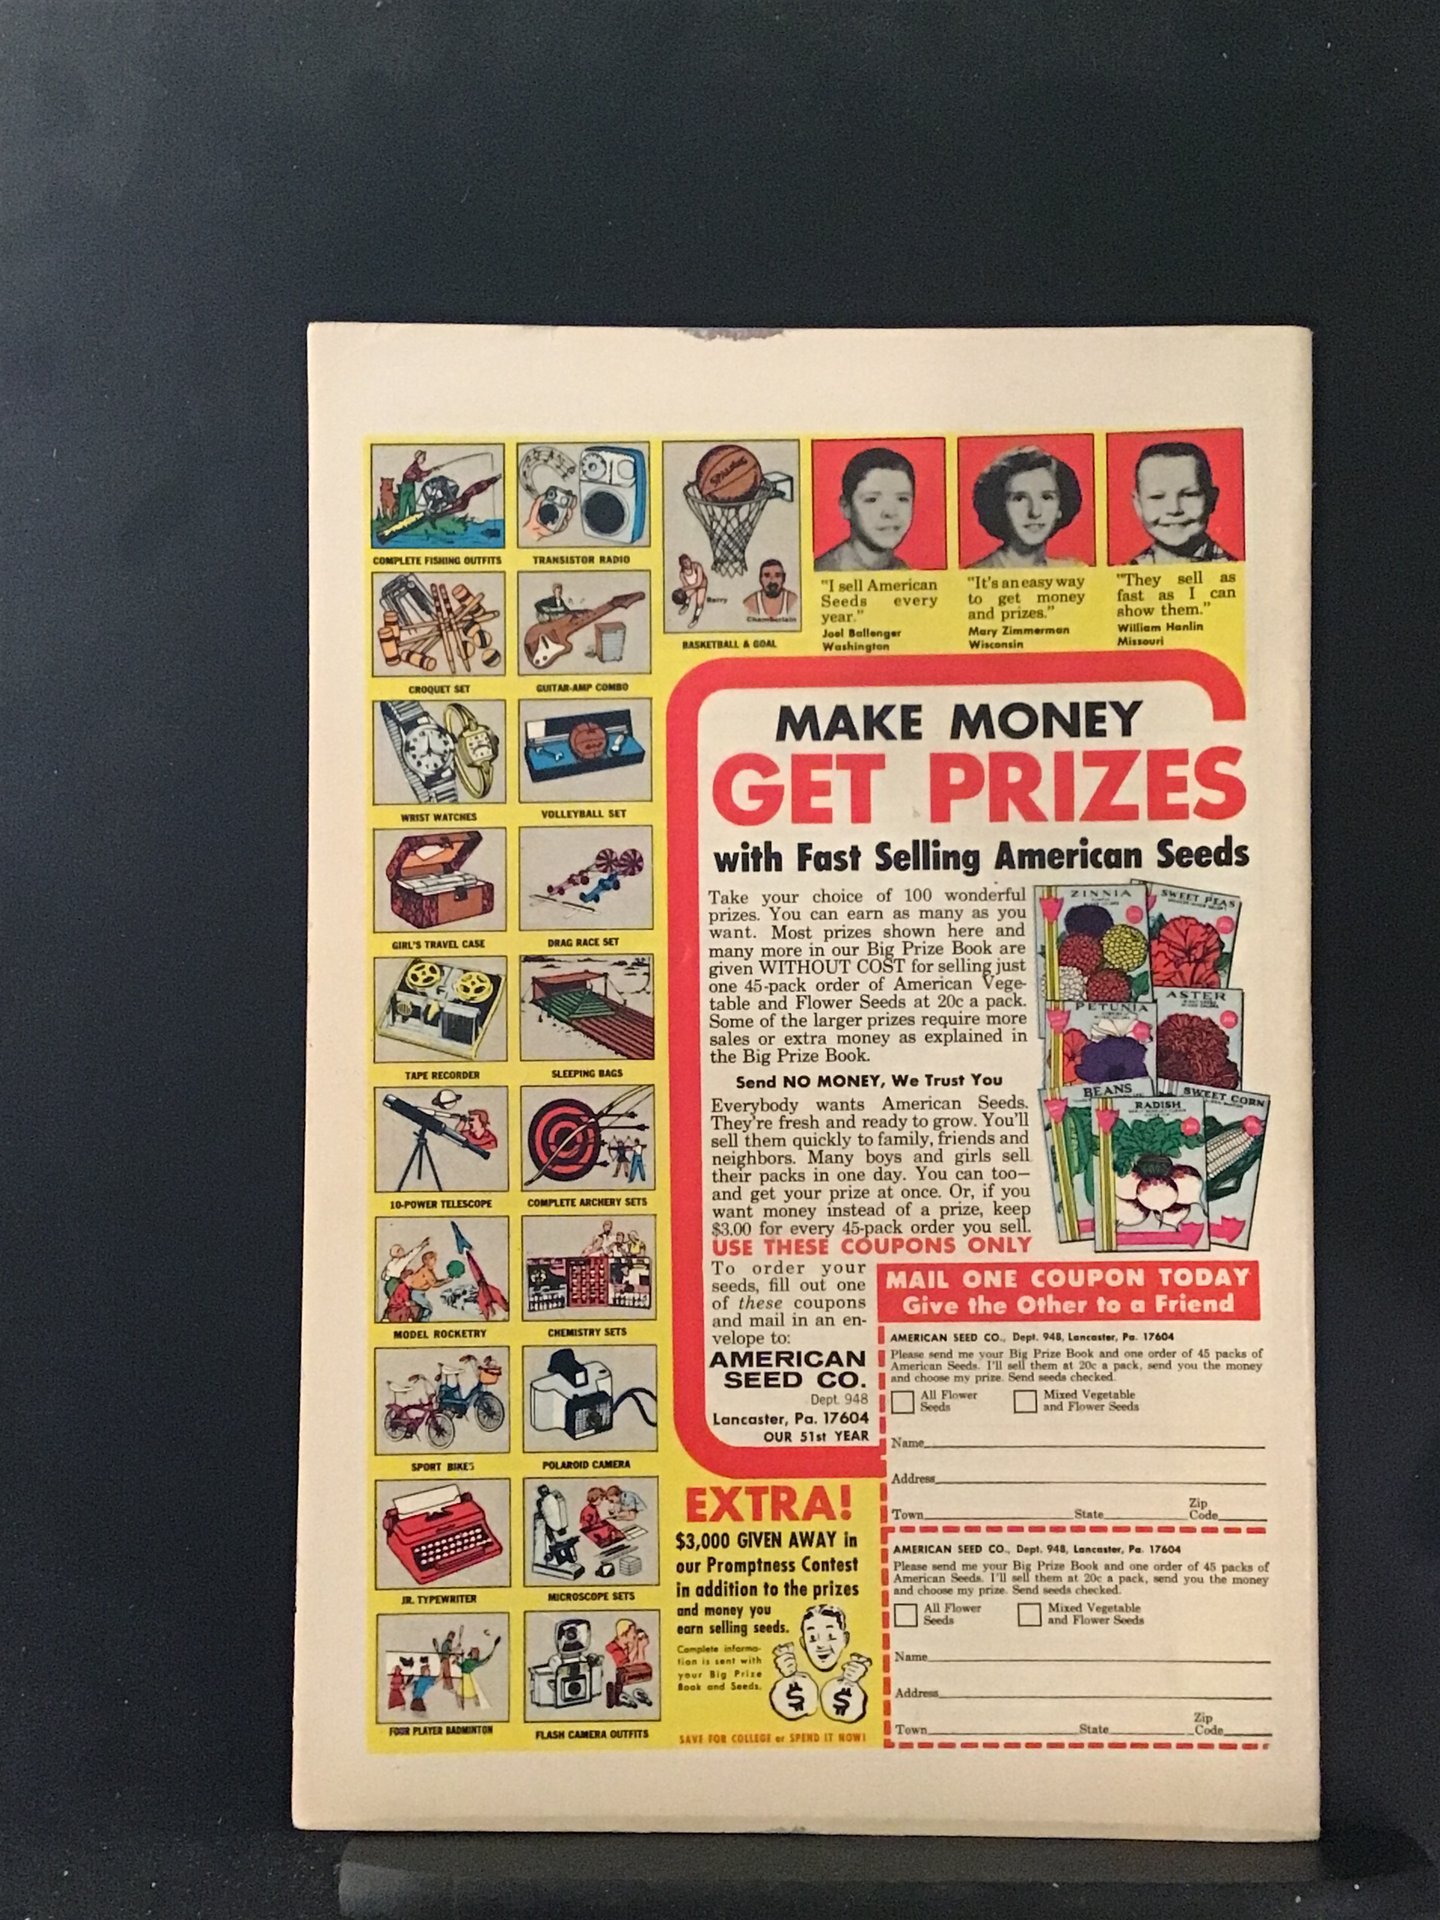 COMPLETE FISHING OUTFITS
TRANSISTOR RADIO
CROQUET SET
GUITAR-AMP COMBO
WRIST WATCHES
VOLLEYBALL SET
GIRL'S TRAVEL CASE
DRAG RACE SET
TAPE RECORDER
SLEEPING BAGS
10-POWER TELESCOPE
COMPLETE ARCHERY SETS
MODEL ROCKETRY
CHEMISTRY SETS
SPORT BIKES
POLAROID CAMERA
JR. TYPEWRITER
MICROSCOPE SETS
FOUR PLAYER BADMINTON
FLASH CAMERA OUTFITS
SPALDING
Barry
Chamberlain
BASKETBALL & GOAL
"I sell American
Seeds every
year."
Joel Ballenger
Washington
"It's an easy way
to get money
and prizes."
Mary Zimmerman
Wisconsin
"They sell as
fast as I can
show them."
William Hanlin
Missouri
MAKE MONEY
GET PRIZES
with Fast Selling American Seeds
Take your choice of 100 wonderful
prizes. You can earn as many as you
want. Most prizes shown here and
many more in our Big Prize Book are
given WITHOUT COST for selling just
one 45-pack order of American Vege-
table and Flower Seeds at 20c a pack.
Some of the larger prizes require more
sales or extra money as explained in
the Big Prize Book.
Send NO MONEY, We Trust You
Everybody wants American Seeds.
They're fresh and ready to grow. You'll
sell them quickly to family, friends and
neighbors. Many boys and girls sell
their packs in one day. You can too—
and get your prize at once. Or, if you
want money instead of a prize, keep
$3.00 for every 45-pack order you sell.
USE THESE COUPONS ONLY
ZINNIA
SWEET PEAS
PETUNIA
ASTER
BEANS
RADISH
SWEET CORN
To order your
seeds, fill out one
of these coupons
and mail in an en-
velope to:
AMERICAN
SEED CO.
Dept. 948
Lancaster, Pa. 17604
OUR 51st YEAR
MAIL ONE COUPON TODAY
Give the Other to a Friend
AMERICAN SEED CO., Dept. 948, Lancaster, Pa. 17604
Please send me your Big Prize Book and one order of 45 packs of
American Seeds. I'll sell them at 20c a pack, send you the money
and choose my prize. Send seeds checked.
All Flower Seeds
Mixed Vegetable and Flower Seeds
Name
Address
Town State Zip Code
AMERICAN SEED CO., Dept. 948, Lancaster, Pa. 17604
Please send me your Big Prize Book and one order of 45 packs of
American Seeds. I'll sell them at 20c a pack, send you the money
and choose my prize. Send seeds checked.
All Flower Seeds
Mixed Vegetable and Flower Seeds
Name
Address
Town State Zip Code
EXTRA!
$3,000 GIVEN AWAY in
our Promptness Contest
in addition to the prizes
and money you
earn selling seeds.
Complete informa-
tion is sent with
your Big Prize
Book and Seeds.
$ $
SAVE FOR COLLEGE or SPEND IT NOW!